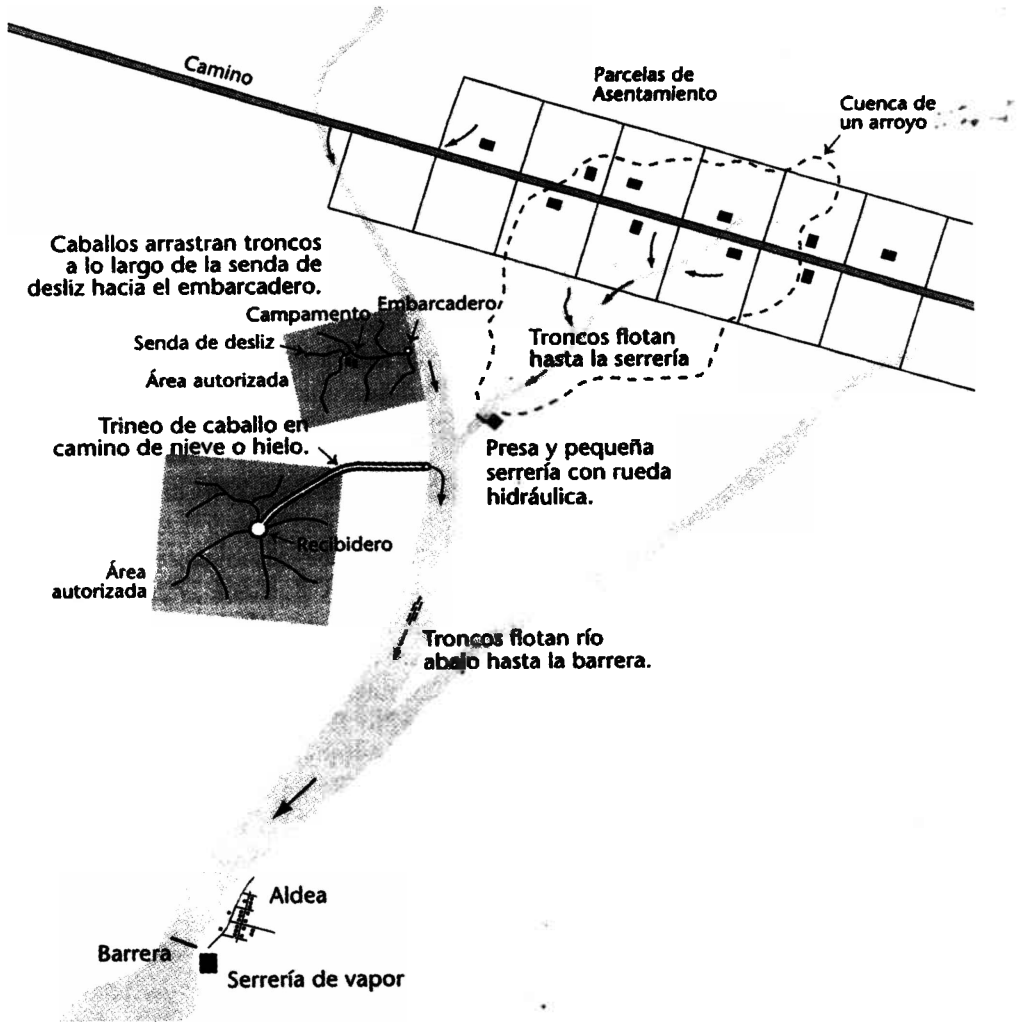 Camino
Parcelas de
Asentamiento
Cuenca de
un arroyo
Caballos arrastran troncos
a lo largo de la senda de
desliz hacia el embarcadero.
Campamento
Embarcadero
Senda de desliz
Área autorizada
Troncos flotan
hasta la serrería
Trineo de caballo en
camino de nieve o hielo.
Presa y pequeña
serrería con rueda
hidráulica.
Recibidero
Área
autorizada
Troncos flotan río
abajo hasta la barrera.
Aldea
Barrera
Serrería de vapor